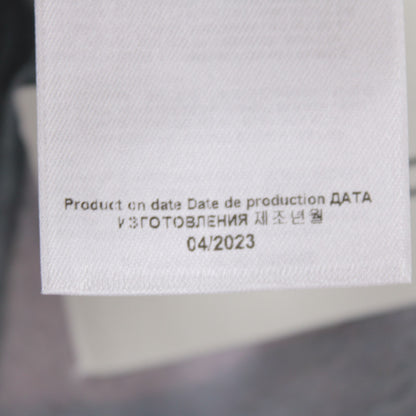 Product on date Date de production ДАТА
ИЗГОТОВЛЕНИЯ 제조년월
04/2023